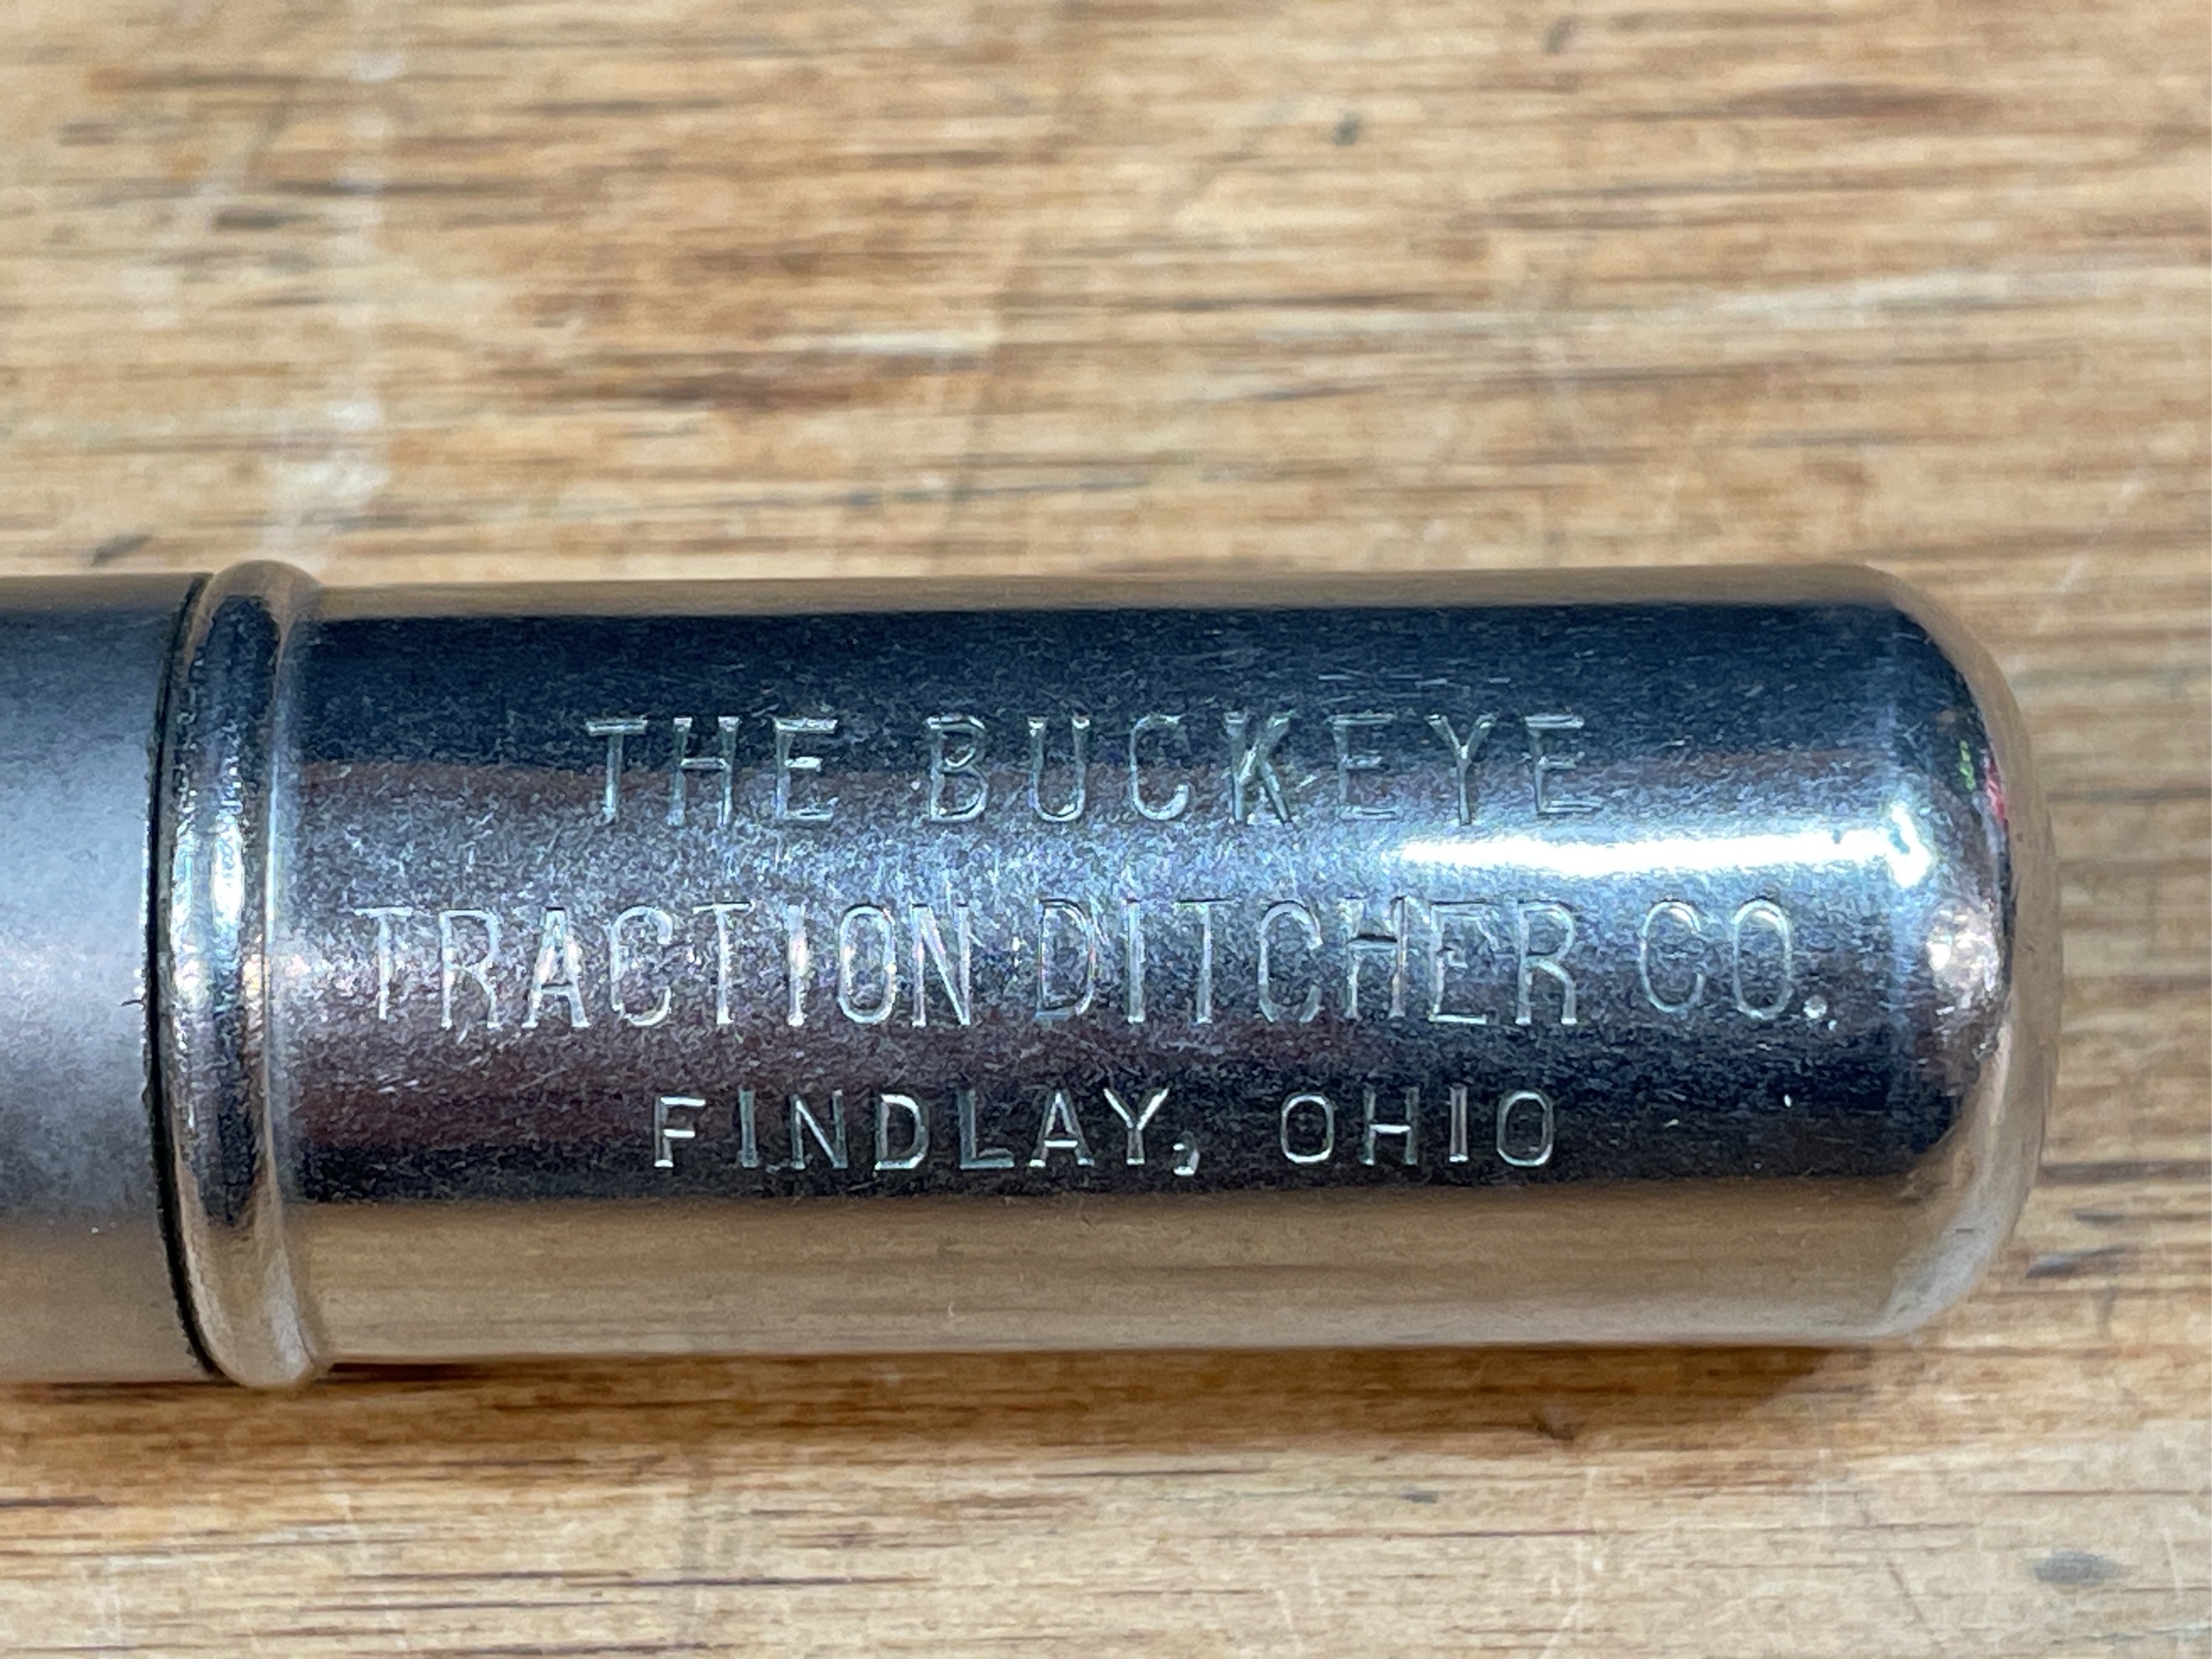 THE BUCKEYE
TRACTION DITCHER CO.
FINDLAY, OHIO